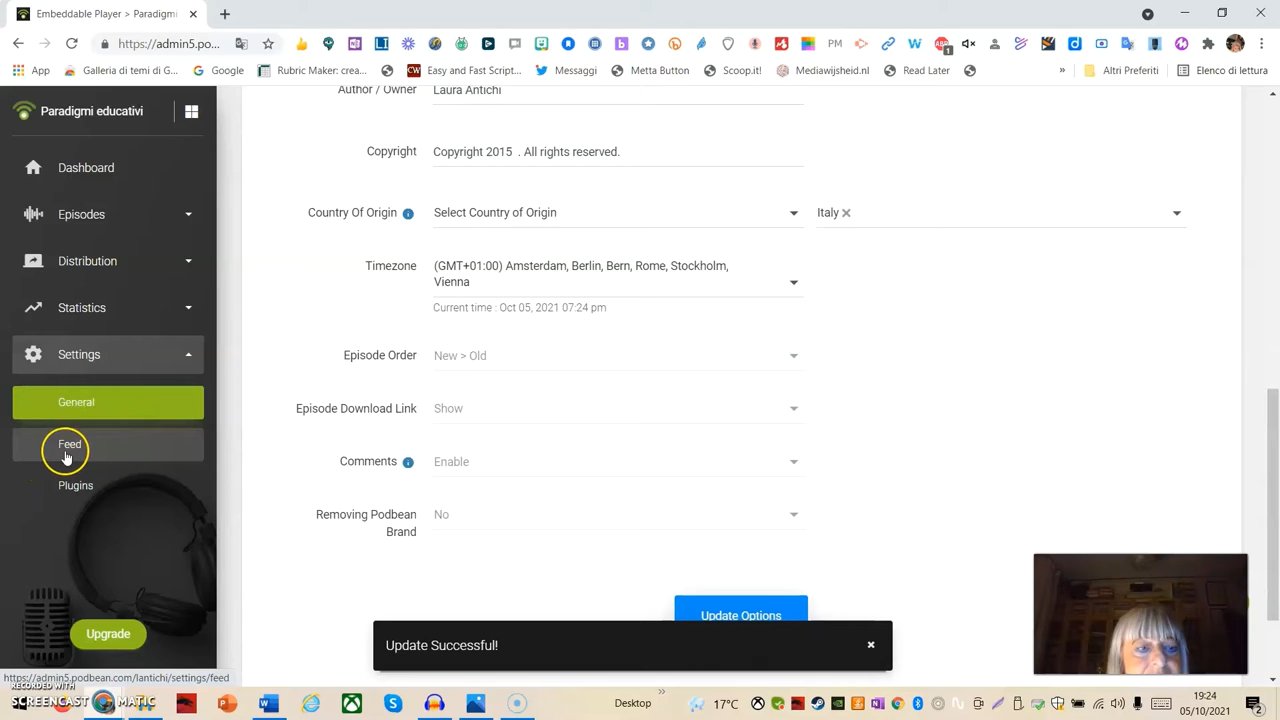 Embeddable Player > Paradigmi
https://admin5.po...
PM
1
App
Galleria di temi di G...
Google
Rubric Maker: crea...
CW
Easy and Fast Script...
Messaggi
Metta Button
Scoop.it!
Mediawijsheid.nl
Read Later
»
Altri Preferiti
Elenco di lettura
Paradigmi educativi
Dashboard
Episodes
Distribution
Statistics
Settings
General
Feed
Plugins
Upgrade
Author / Owner
Laura Antichi
Copyright
Copyright 2015 . All rights reserved.
Country Of Origin
Select Country of Origin
Italy
Timezone
(GMT+01:00) Amsterdam, Berlin, Bern, Rome, Stockholm,
Vienna
Current time : Oct 05, 2021 07:24 pm
Episode Order
New > Old
Episode Download Link
Show
Comments
Enable
Removing Podbean
Brand
No
Update Options
Update Successful!
https://admin5.podbean.com/lantichi/settings/feed
RECORDED WITH
SCREENCAST MATIC
Desktop
17°C
19:24
05/10/2021
2